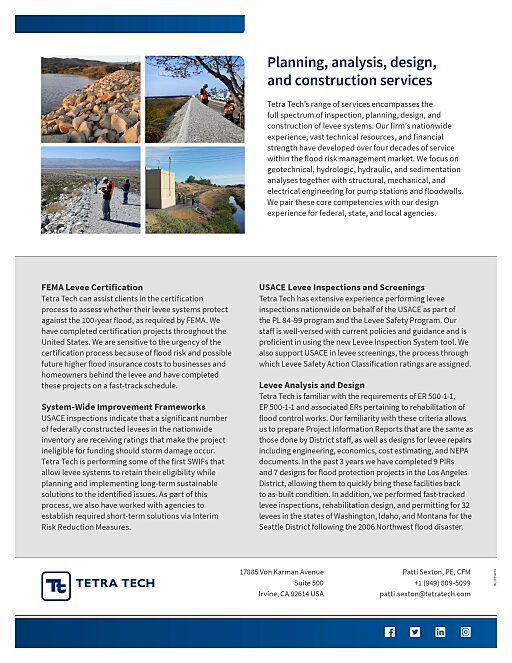 Planning, analysis, design,
and construction services
Tetra Tech's range of services encompasses the
full spectrum of inspection, planning, design, and
construction of levee systems. Our firm's nationwide
experience, vast technical resources, and financial
strength have developed over four decades of service
within the flood risk management market. We focus on
geotechnical, hydrologic, hydraulic, and sedimentation
analyses together with structural, mechanical, and
electrical engineering for pump stations and floodwalls.
We pair these core competencies with our design
experience for federal, state, and local agencies.
FEMA Levee Certification
Tetra Tech can assist clients in the certification
process to assess whether their levee systems protect
against the 100-year flood, as required by FEMA. We
have completed certification projects throughout the
United States. We are sensitive to the urgency of the
certification process because of flood risk and possible
future higher flood insurance costs to businesses and
homeowners behind the levee and have completed
these projects on a fast-track schedule.
System-Wide Improvement Frameworks
USACE inspections indicate that a significant number
of federally constructed levees in the nationwide
inventory are receiving ratings that make the project
ineligible for funding should storm damage occur.
Tetra Tech is performing some of the first SWIFs that
allow levee systems to retain their eligibility while
planning and implementing long-term sustainable
solutions to the identified issues. As part of this
process, we also have worked with agencies to
establish required short-term solutions via Interim
Risk Reduction Measures.
USACE Levee Inspections and Screenings
Tetra Tech has extensive experience performing levee
inspections nationwide on behalf of the USACE as part of
the PL 84-99 program and the Levee Safety Program. Our
staff is well-versed with current policies and guidance and is
proficient in using the new Levee Inspection System tool. We
also support USACE in levee screenings, the process through
which Levee Safety Action Classification ratings are assigned.
Levee Analysis and Design
Tetra Tech is familiar with the requirements of ER 500-1-1,
EP 500-1-1 and associated ERs pertaining to rehabilitation of
flood control works. Our familiarity with these criteria allows
us to prepare Project Information Reports that are the same as
those done by District staff, as well as designs for levee repairs
including engineering, economics, cost estimating, and NEPA
documents. In the past 3 years we have completed 9 PIRs
and 7 designs for flood protection projects in the Los Angeles
District, allowing them to quickly bring these facilities back
to as-built condition. In addition, we performed fast-tracked
levee inspections, rehabilitation design, and permitting for 32
levees in the states of Washington, Idaho, and Montana for the
Seattle District following the 2006 Northwest flood disaster.
Tt TETRA TECH
17885 Von Karman Avenue
Suite 500
Irvine, CA 92614 USA
Patti Sexton, PE, CFM
+1 (949) 809-5099
patti.sexton@tetratech.com